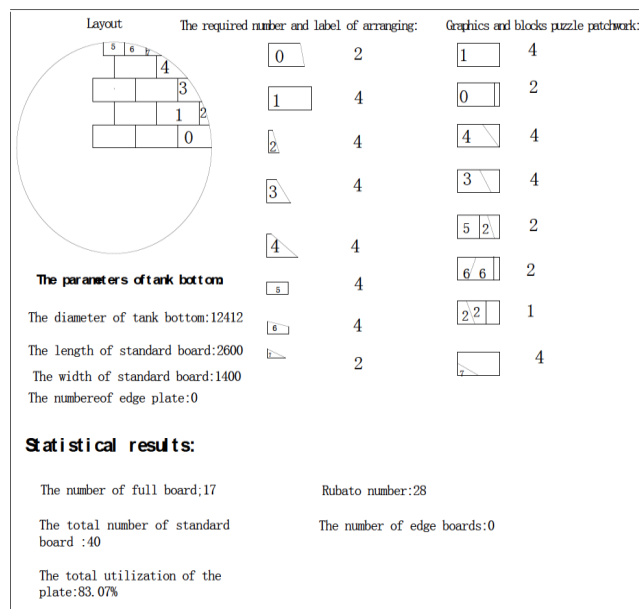 Layout
The required number and label of arranging:
Graphics and blocks puzzle patchwork:
5 6 7
4
3
1 2
0
0 2
1 4
2 4
3 4
4 4
5 4
6 4
7 2
1 4
0 2
4 4
3 4
5 2 2
6 6 2
2 2 1
7 4
The parameters of tank bottom:
The diameter of tank bottom:12412
The length of standard board:2600
The width of standard board:1400
The numbereof edge plate:0
Statistical results:
The number of full board;17
Rubato number:28
The total number of standard
board :40
The number of edge boards:0
The total utilization of the
plate:83.07%